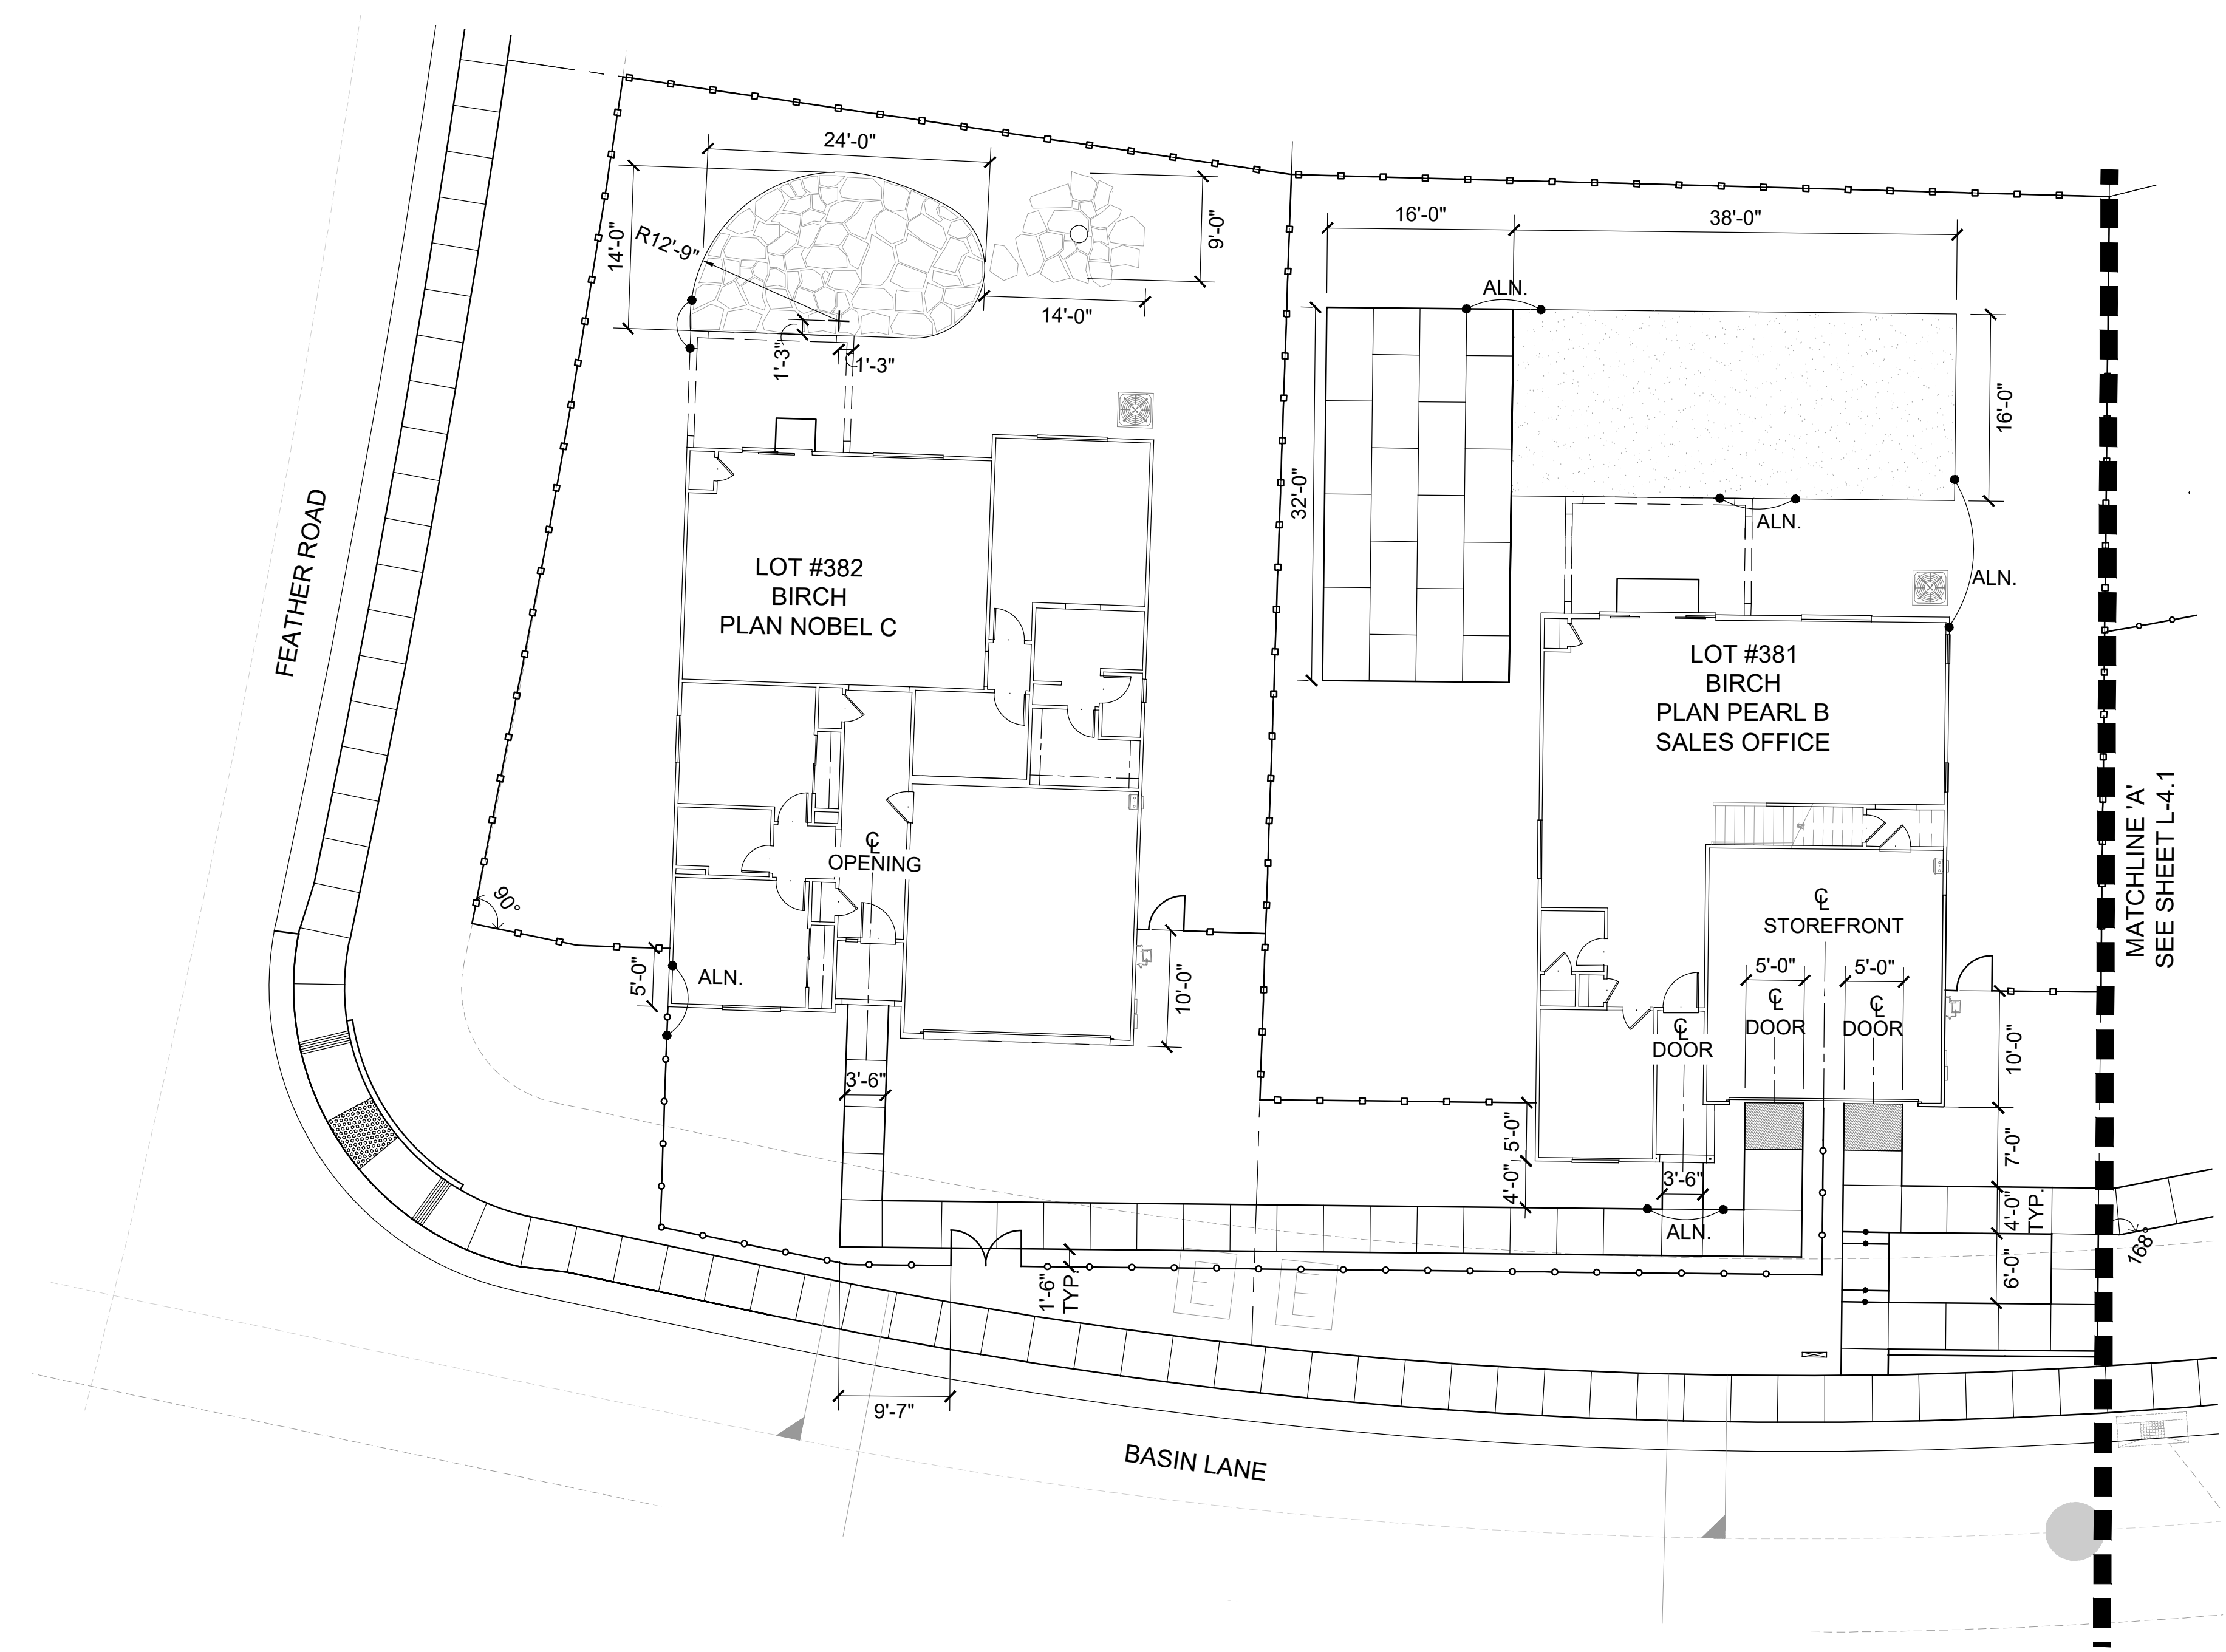 24'-0"
14'-0"
R12'-9"
9'-0"
14'-0"
1'-3"
1'-3"
16'-0"
38'-0"
ALN.
16'-0"
32'-0"
ALN.
ALN.
FEATHER ROAD
LOT #382
BIRCH
PLAN NOBEL C
LOT #381
BIRCH
PLAN PEARL B
SALES OFFICE
MATCHLINE 'A'
SEE SHEET L-4.1
90°
℄
OPENING
℄
STOREFRONT
5'-0"
ALN.
10'-0"
5'-0"
5'-0"
℄
DOOR
℄
DOOR
℄
DOOR
10'-0"
3'-6"
5'-0"
7'-0"
4'-0"
3'-6"
ALN.
4'-0"
TYP.
168°
6'-0"
1'-6"
TYP.
E
E
9'-7"
BASIN LANE